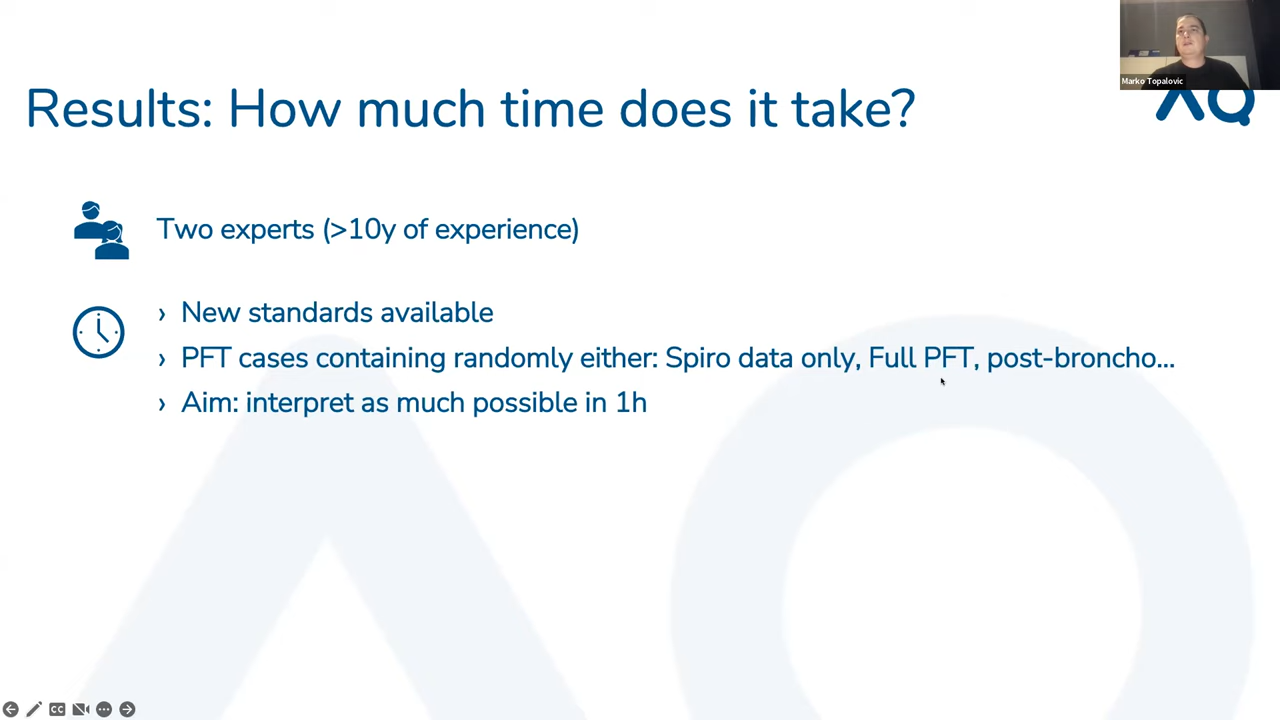 Marko Topalovic
Results: How much time does it take?
Two experts (>10y of experience)
› New standards available
› PFT cases containing randomly either: Spiro data only, Full PFT, post-broncho...
› Aim: interpret as much possible in 1h
CC